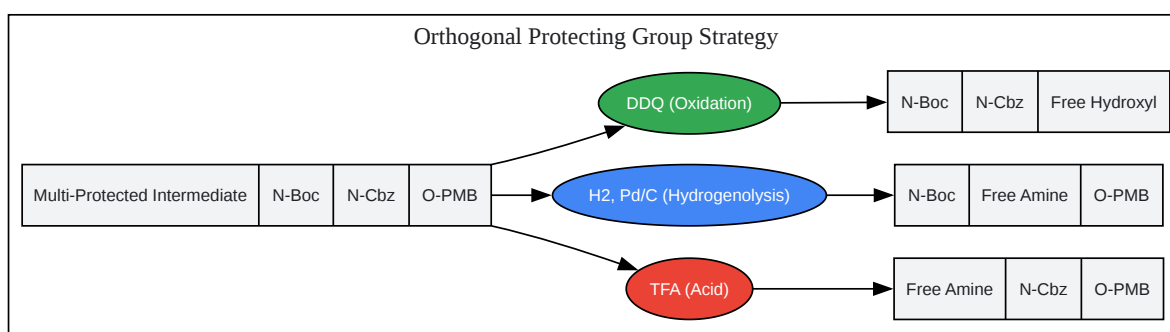 Orthogonal Protecting Group Strategy
DDQ (Oxidation)
N-Boc N-Cbz Free Hydroxyl
Multi-Protected Intermediate N-Boc N-Cbz O-PMB
H2, Pd/C (Hydrogenolysis)
N-Boc Free Amine O-PMB
TFA (Acid)
Free Amine N-Cbz O-PMB